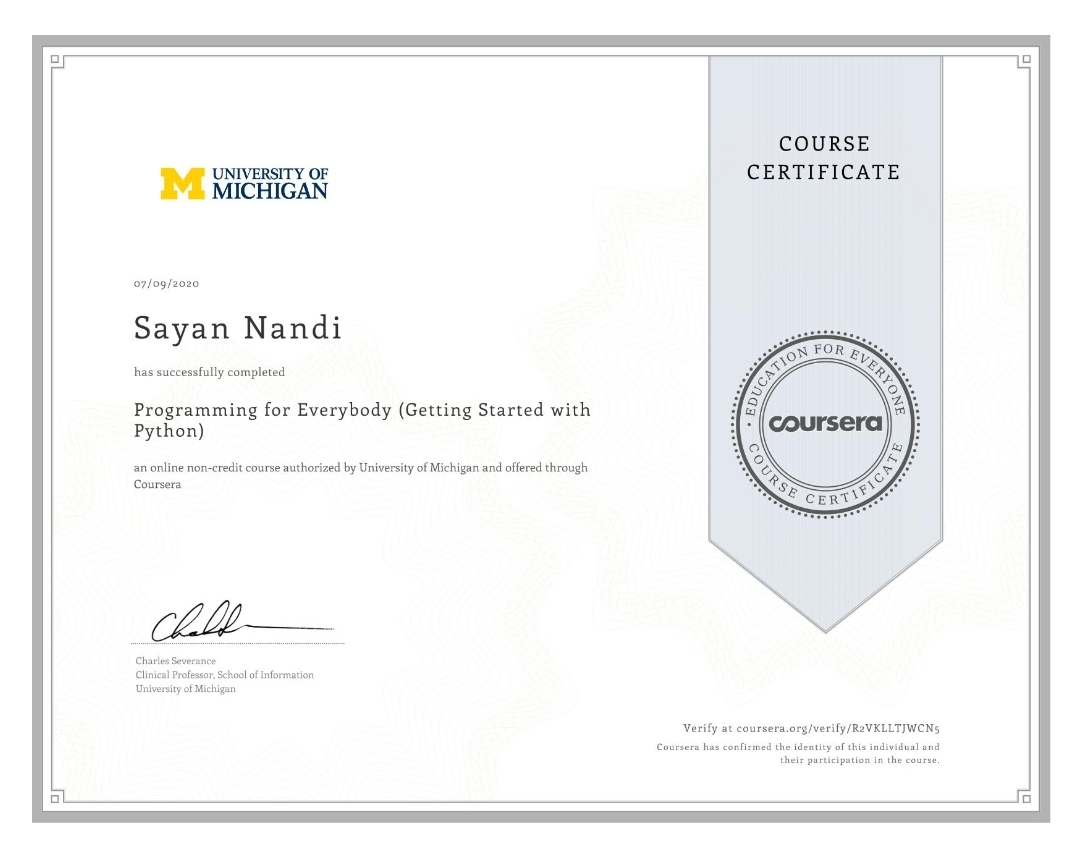 COURSE
CERTIFICATE
UNIVERSITY OF
MICHIGAN
07/09/2020
Sayan Nandi
has successfully completed
Programming for Everybody (Getting Started with
Python)
an online non-credit course authorized by University of Michigan and offered through
Coursera
EDUCATION FOR EVERYONE
coursera
COURSE CERTIFICATE
Charles Severance
Clinical Professor, School of Information
University of Michigan
Verify at coursera.org/verify/R2VKLLTJWCN5
Coursera has confirmed the identity of this individual and
their participation in the course.